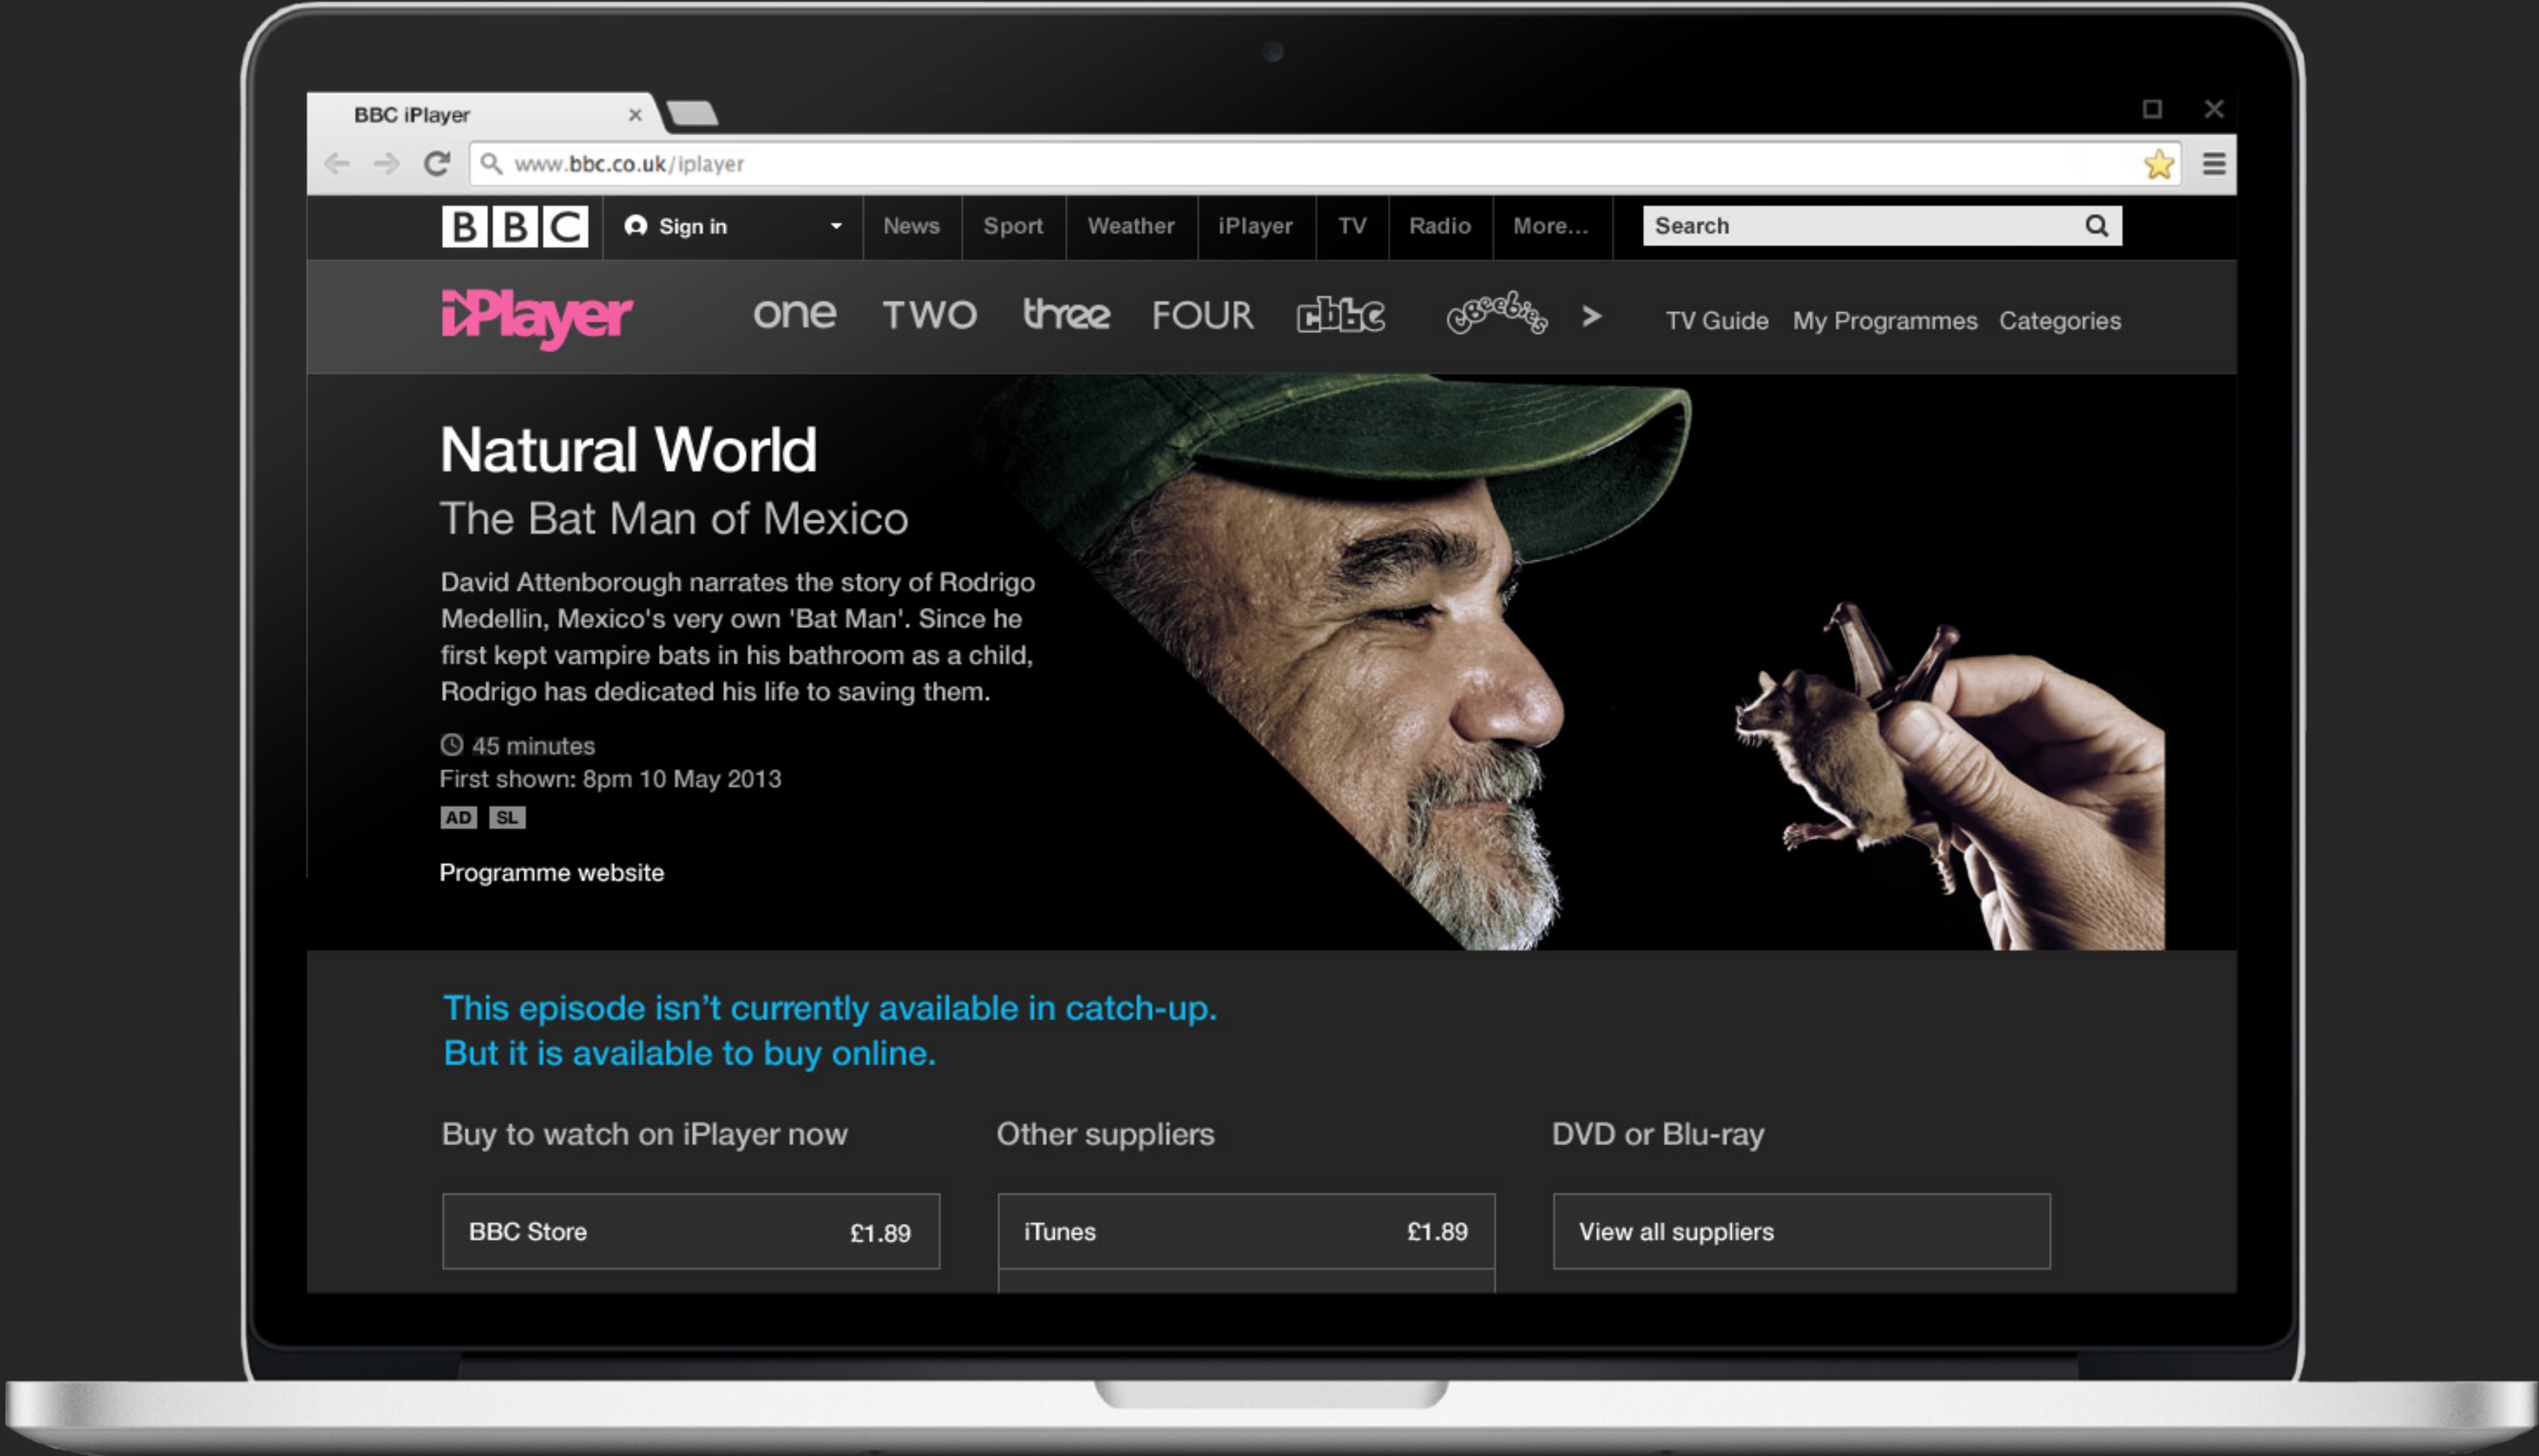 BBC iPlayer
www.bbc.co.uk/iplayer
BBC Sign in News Sport Weather iPlayer TV Radio More... Search
iPlayer one TWO three FOUR cbbc cbeebies > TV Guide My Programmes Categories
Natural World
The Bat Man of Mexico
David Attenborough narrates the story of Rodrigo
Medellin, Mexico's very own 'Bat Man'. Since he
first kept vampire bats in his bathroom as a child,
Rodrigo has dedicated his life to saving them.
45 minutes
First shown: 8pm 10 May 2013
AD SL
Programme website
This episode isn’t currently available in catch-up.
But it is available to buy online.
Buy to watch on iPlayer now Other suppliers DVD or Blu-ray
BBC Store £1.89 iTunes £1.89 View all suppliers